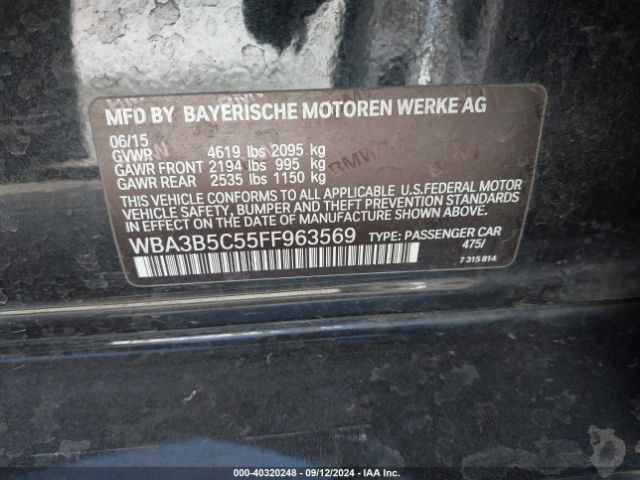 MFD BY BAYERISCHE MOTOREN WERKE AG
06/15
GVWR 4619 lbs 2095 kg
GAWR FRONT 2194 lbs 995 kg
GAWR REAR 2535 lbs 1150 kg
THIS VEHICLE CONFORMS TO ALL APPLICABLE U.S.FEDERAL MOTOR
VEHICLE SAFETY, BUMPER AND THEFT PREVENTION STANDARDS
IN EFFECT ON THE DATE OF MANUFACTURE SHOWN ABOVE.
WBA3B5C55FF963569 TYPE: PASSENGER CAR
475/
7 315 814
000-40320248 - 09/12/2024 - IAA Inc.